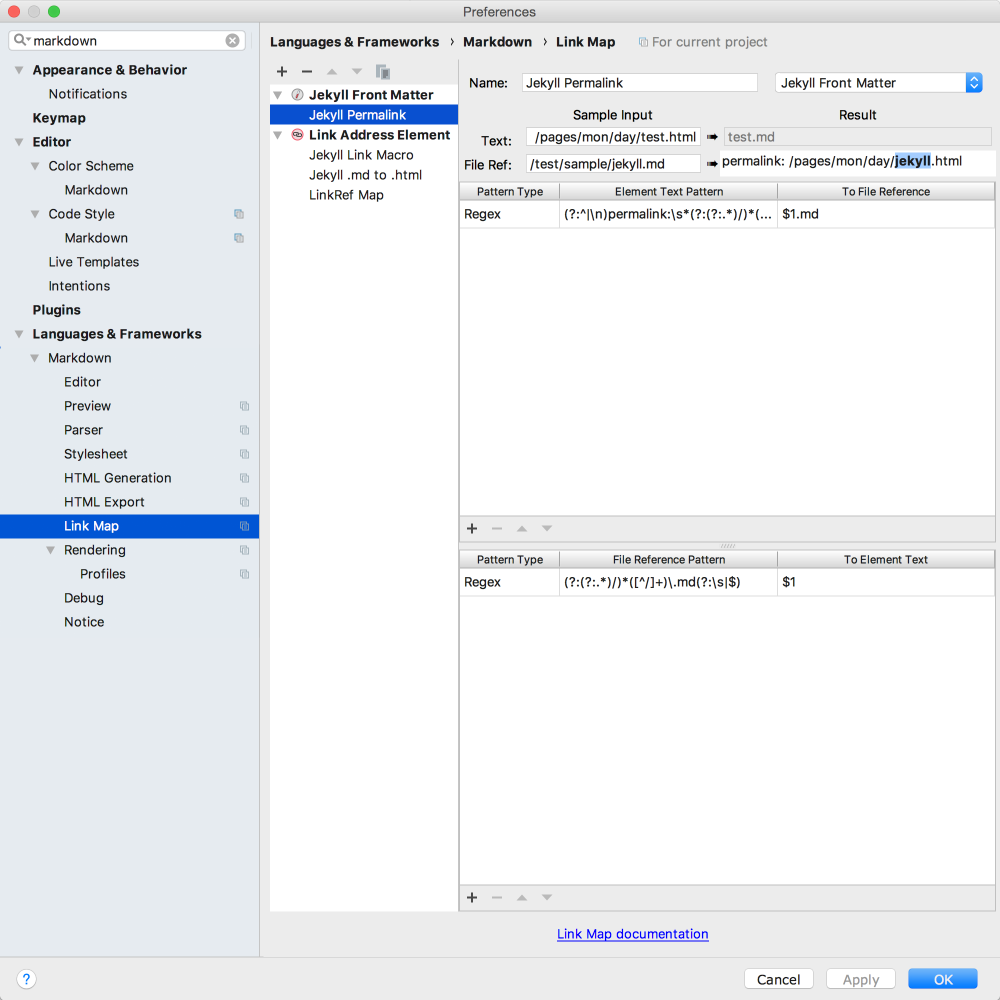 Preferences
markdown
Appearance & Behavior
Notifications
Keymap
Editor
Color Scheme
Markdown
Code Style
Markdown
Live Templates
Intentions
Plugins
Languages & Frameworks
Markdown
Editor
Preview
Parser
Stylesheet
HTML Generation
HTML Export
Link Map
Rendering
Profiles
Debug
Notice
Languages & Frameworks › Markdown › Link Map For current project
Jekyll Front Matter
Jekyll Permalink
Link Address Element
Jekyll Link Macro
Jekyll .md to .html
LinkRef Map
Name: Jekyll Permalink Jekyll Front Matter
Sample Input Result
Text: /pages/mon/day/test.html ➠ test.md
File Ref: /test/sample/jekyll.md ➠ permalink: /pages/mon/day/jekyll.html
Pattern Type Element Text Pattern To File Reference
Regex (?:^|\n)permalink:\s*(?:(?:.*)/)*(... $1.md
Pattern Type File Reference Pattern To Element Text
Regex (?:(?:.*)/)*([^/]+)\.md(?:\s|$) $1
Link Map documentation
? Cancel Apply OK